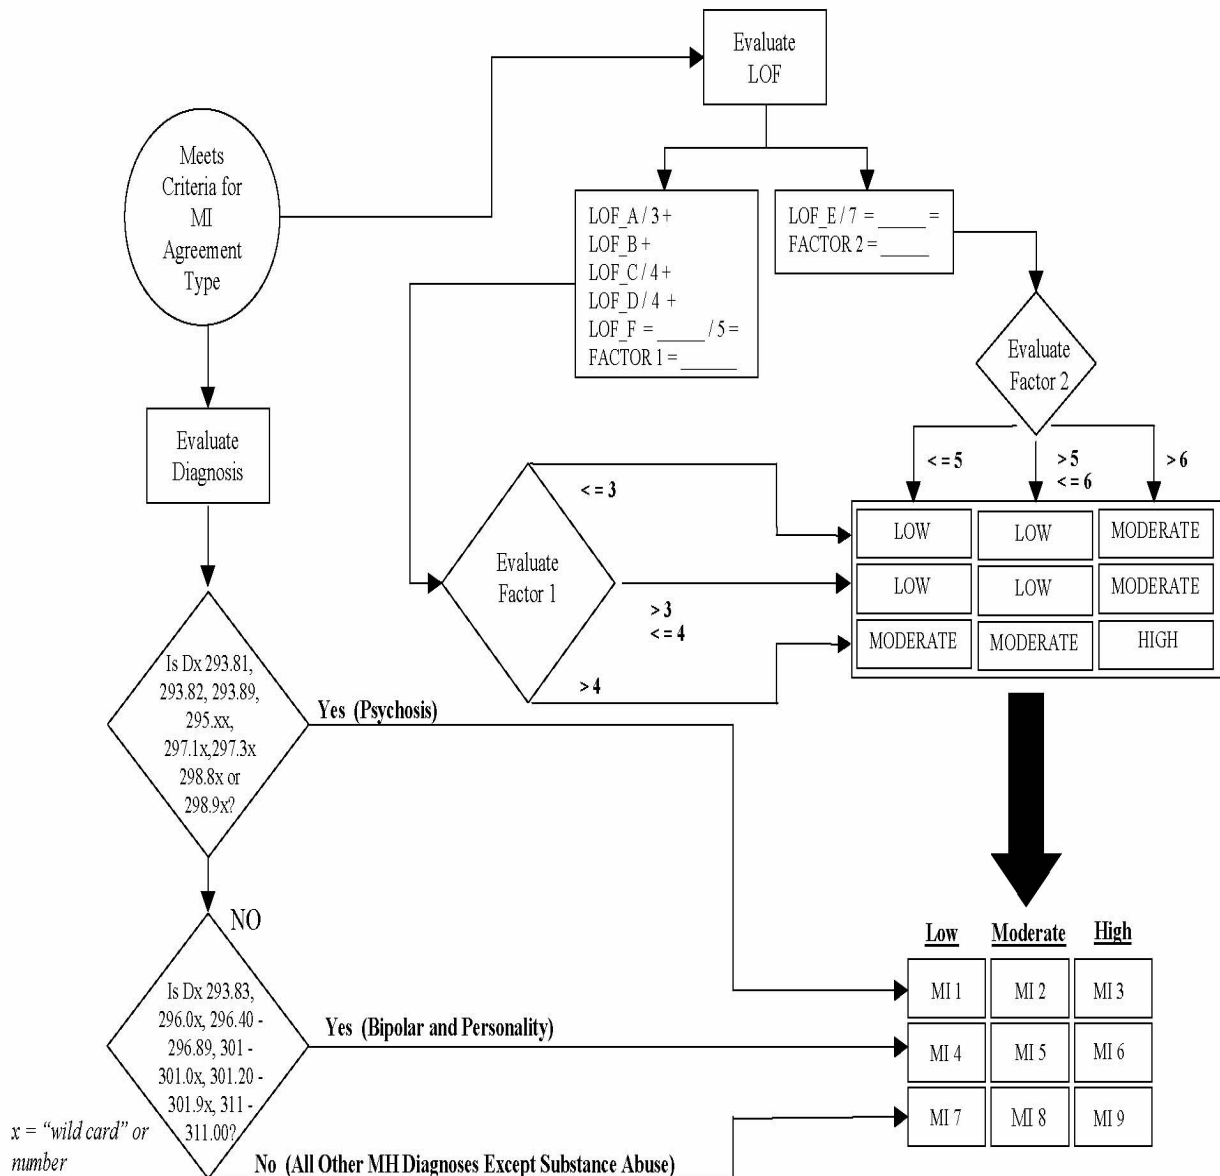 Evaluate
LOF
Meets
Criteria for
MI
Agreement
Type
LOF_A / 3 +
LOF_B +
LOF_C / 4 +
LOF_D / 4 +
LOF_F = _____ / 5 =
FACTOR 1 = ______
LOF_E / 7 = _____ =
FACTOR 2 = _____
Evaluate
Factor 2
Evaluate
Diagnosis
< = 5
> 5
< = 6
> 6
Evaluate
Factor 1
< = 3
> 3
< = 4
> 4
LOW LOW MODERATE
LOW LOW MODERATE
MODERATE MODERATE HIGH
Is Dx 293.81,
293.82, 293.89,
295.xx,
297.1x,297.3x
298.8x or
298.9x?
Yes (Psychosis)
NO
Is Dx 293.83,
296.0x, 296.40 -
296.89, 301 -
301.0x, 301.20 -
301.9x, 311 -
311.00?
Yes (Bipolar and Personality)
No (All Other MH Diagnoses Except Substance Abuse)
Low Moderate High
MI 1 MI 2 MI 3
MI 4 MI 5 MI 6
MI 7 MI 8 MI 9
x = “wild card” or
number